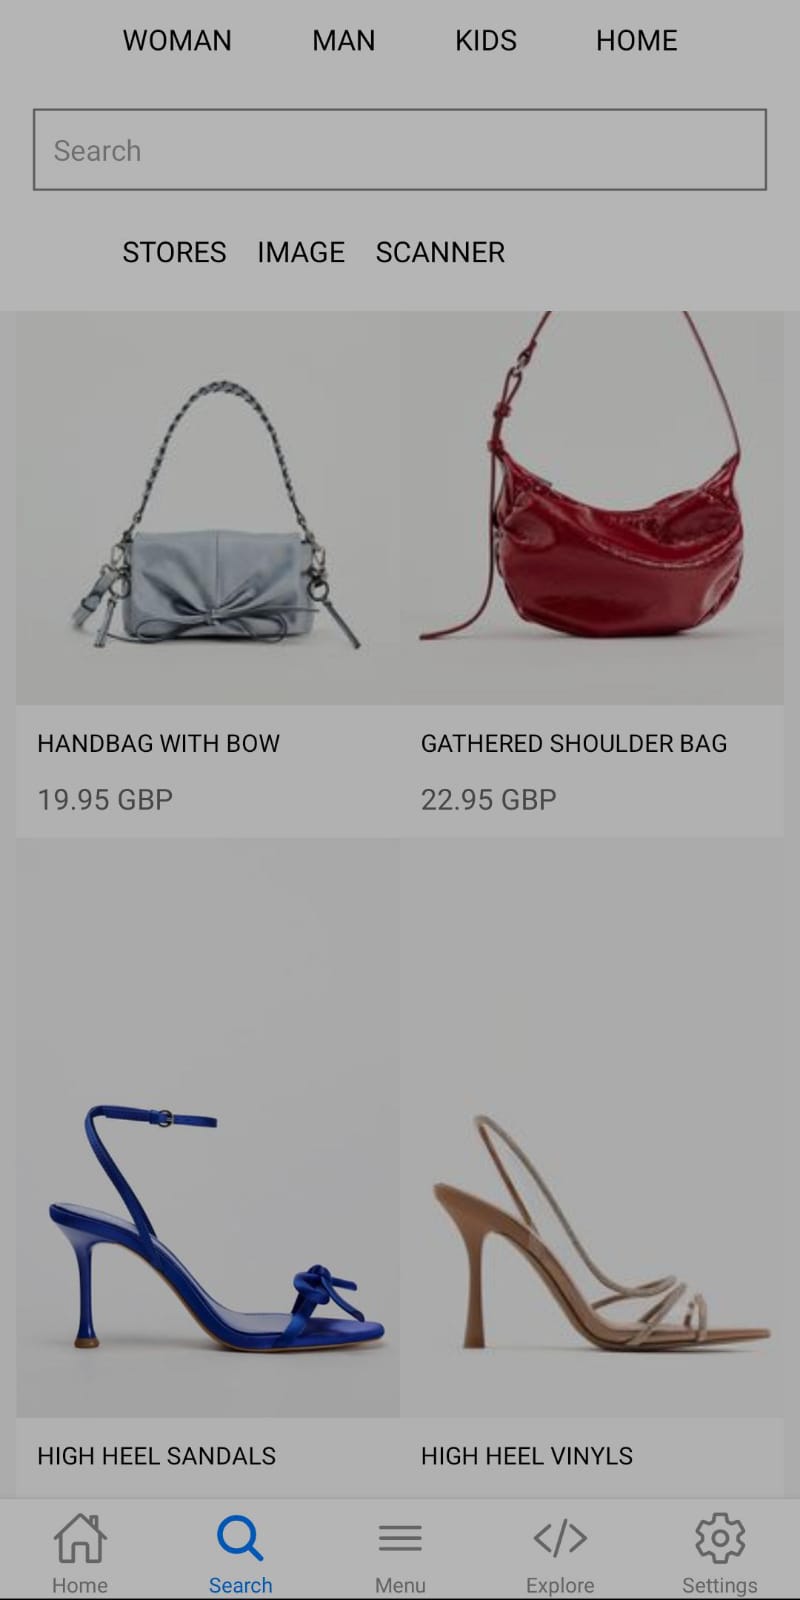 WOMAN MAN KIDS HOME
Search
STORES IMAGE SCANNER
HANDBAG WITH BOW
19.95 GBP
GATHERED SHOULDER BAG
22.95 GBP
HIGH HEEL SANDALS
HIGH HEEL VINYLS
Home Search Menu Explore Settings